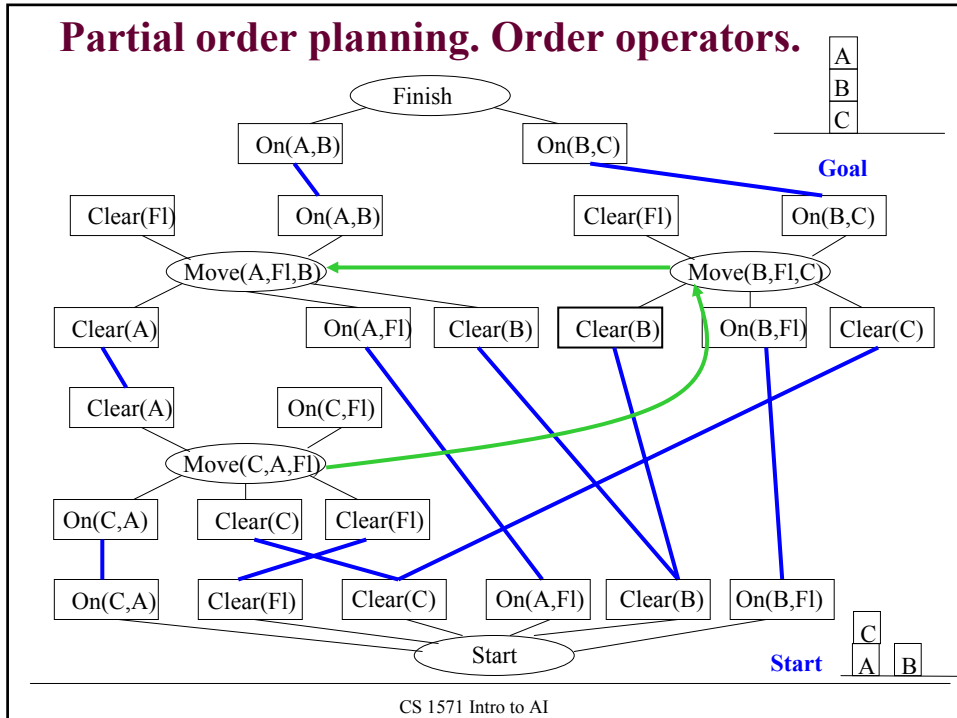 Partial order planning. Order operators.
A
B
C
Finish
On(A,B)
On(B,C)
Goal
Clear(Fl)
On(A,B)
Clear(Fl)
On(B,C)
Move(A,Fl,B)
Move(B,Fl,C)
Clear(A)
On(A,Fl)
Clear(B)
Clear(B)
On(B,Fl)
Clear(C)
Clear(A)
On(C,Fl)
Move(C,A,Fl)
On(C,A)
Clear(C)
Clear(Fl)
On(C,A)
Clear(Fl)
Clear(C)
On(A,Fl)
Clear(B)
On(B,Fl)
Start
Start
C
A
B
CS 1571 Intro to AI